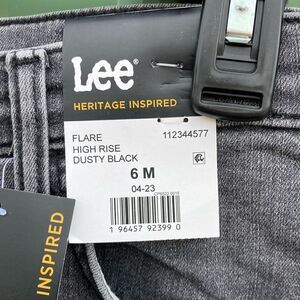 Lee
HERITAGE INSPIRED
FLARE
112344577
HIGH RISE
DUSTY BLACK
6 M
04-23
1 96457 92399 0
INSPIRED